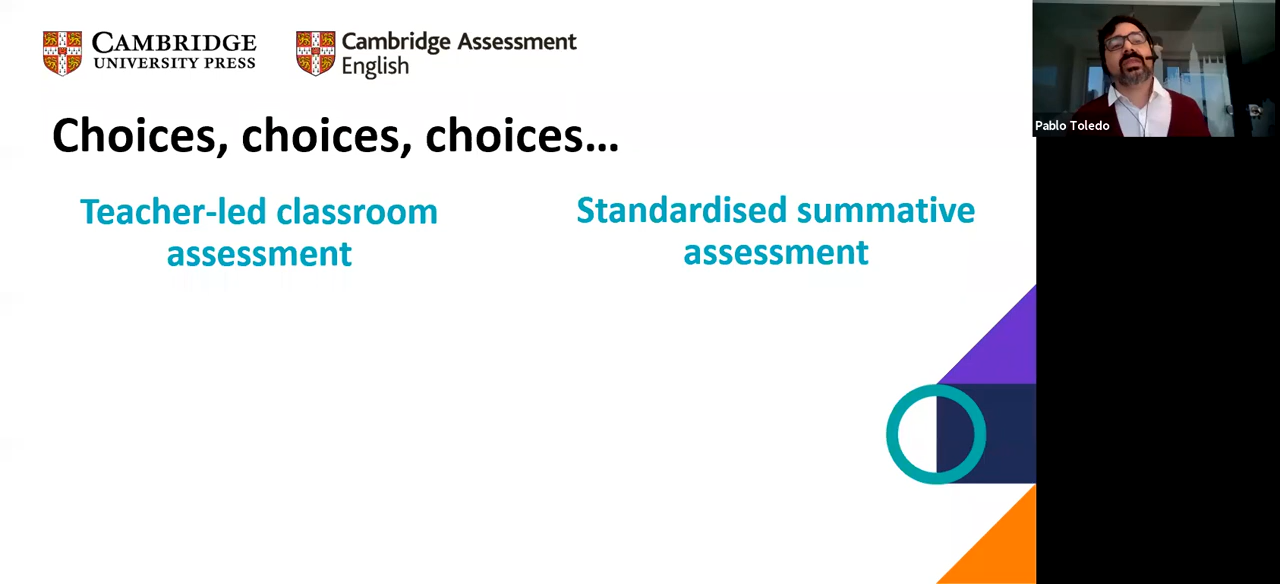 CAMBRIDGE
UNIVERSITY PRESS
Cambridge Assessment
English
Choices, choices, choices...
Teacher-led classroom
assessment
Standardised summative
assessment
Pablo Toledo